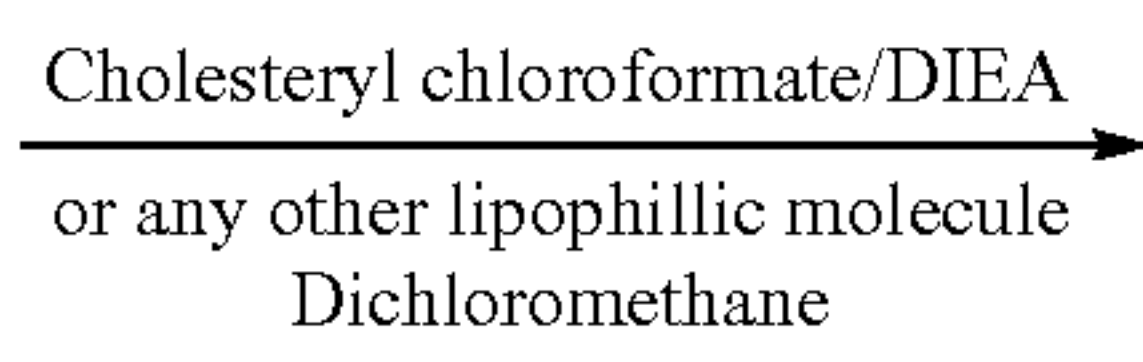 Cholesteryl chloroformate/DIEA
or any other lipophillic molecule
Dichloromethane